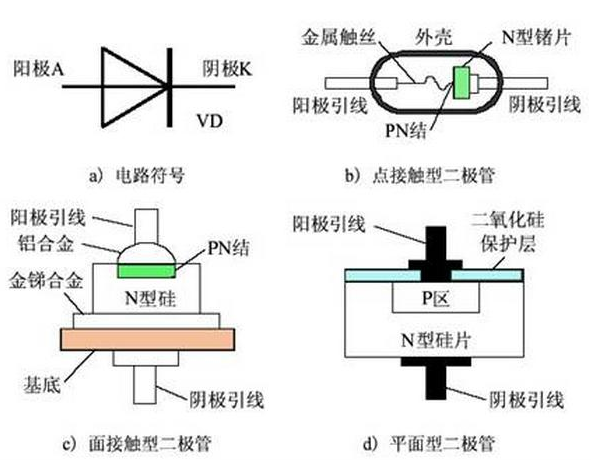 阳极A
阴极K
VD
a）电路符号
金属触丝
外壳
N型锗片
阳极引线
阴极引线
PN结
b）点接触型二极管
阳极引线
铝合金
PN结
金锑合金
N型硅
基底
阴极引线
c）面接触型二极管
阳极引线
二氧化硅
保护层
P区
N型硅片
阴极引线
d）平面型二极管